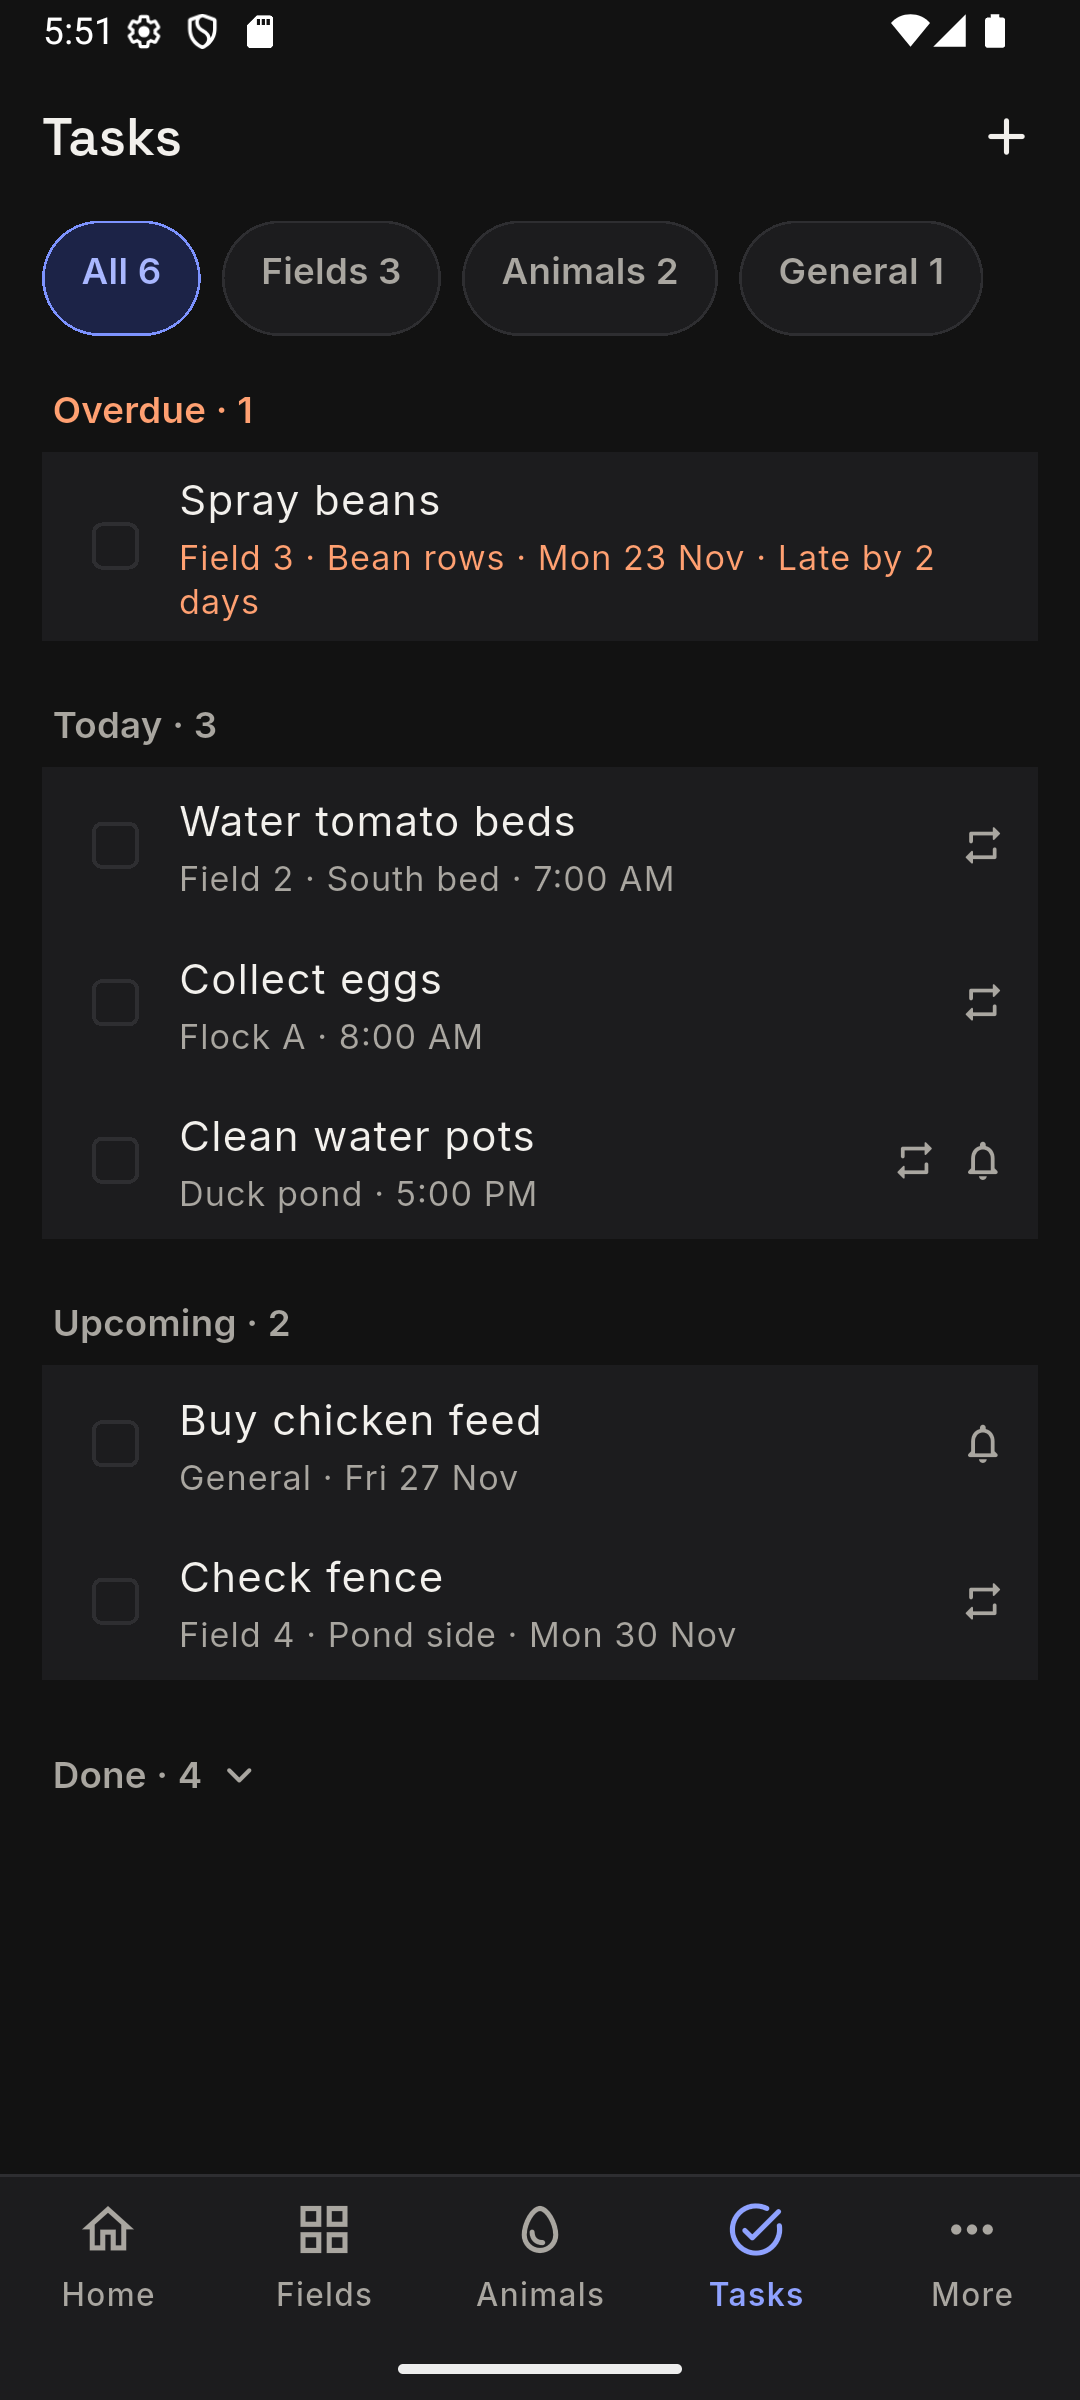 5:51
Tasks
All 6
Fields 3
Animals 2
General 1
Overdue · 1
Spray beans
Field 3 · Bean rows · Mon 23 Nov · Late by 2
days
Today · 3
Water tomato beds
Field 2 · South bed · 7:00 AM
Collect eggs
Flock A · 8:00 AM
Clean water pots
Duck pond · 5:00 PM
Upcoming · 2
Buy chicken feed
General · Fri 27 Nov
Check fence
Field 4 · Pond side · Mon 30 Nov
Done · 4
Home
Fields
Animals
Tasks
More